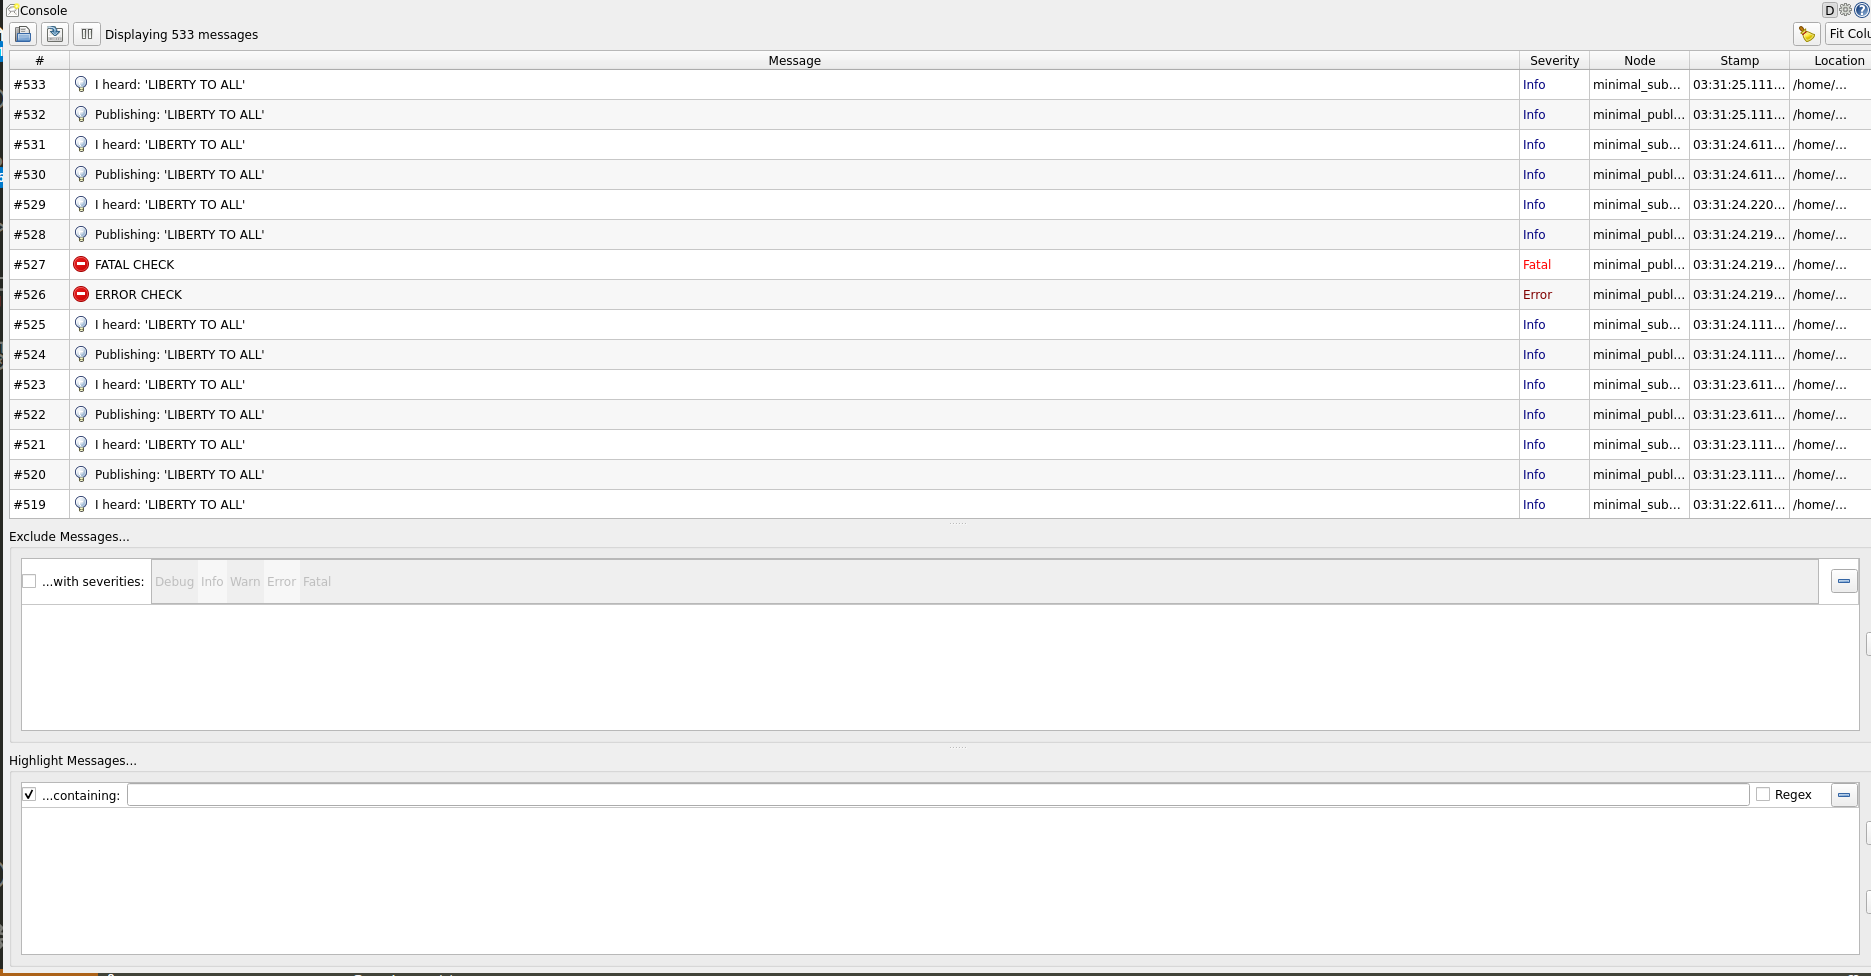 Console D
Displaying 533 messages Fit Colu
# Message Severity Node Stamp Location
#533 I heard: 'LIBERTY TO ALL' Info minimal_sub... 03:31:25.111... /home/...
#532 Publishing: 'LIBERTY TO ALL' Info minimal_publ... 03:31:25.111... /home/...
#531 I heard: 'LIBERTY TO ALL' Info minimal_sub... 03:31:24.611... /home/...
#530 Publishing: 'LIBERTY TO ALL' Info minimal_publ... 03:31:24.611... /home/...
#529 I heard: 'LIBERTY TO ALL' Info minimal_sub... 03:31:24.220... /home/...
#528 Publishing: 'LIBERTY TO ALL' Info minimal_publ... 03:31:24.219... /home/...
#527 FATAL CHECK Fatal minimal_publ... 03:31:24.219... /home/...
#526 ERROR CHECK Error minimal_publ... 03:31:24.219... /home/...
#525 I heard: 'LIBERTY TO ALL' Info minimal_sub... 03:31:24.111... /home/...
#524 Publishing: 'LIBERTY TO ALL' Info minimal_publ... 03:31:24.111... /home/...
#523 I heard: 'LIBERTY TO ALL' Info minimal_sub... 03:31:23.611... /home/...
#522 Publishing: 'LIBERTY TO ALL' Info minimal_publ... 03:31:23.611... /home/...
#521 I heard: 'LIBERTY TO ALL' Info minimal_sub... 03:31:23.111... /home/...
#520 Publishing: 'LIBERTY TO ALL' Info minimal_publ... 03:31:23.111... /home/...
#519 I heard: 'LIBERTY TO ALL' Info minimal_sub... 03:31:22.611... /home/...
Exclude Messages...
...with severities: Debug Info Warn Error Fatal
Highlight Messages...
...containing: Regex